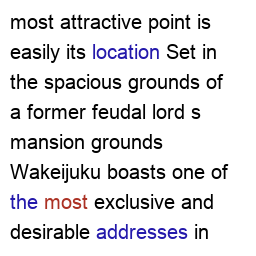 most attractive point is
easily its location Set in
the spacious grounds of
a former feudal lord s
mansion grounds
Wakeijuku boasts one of
the most exclusive and
desirable addresses in